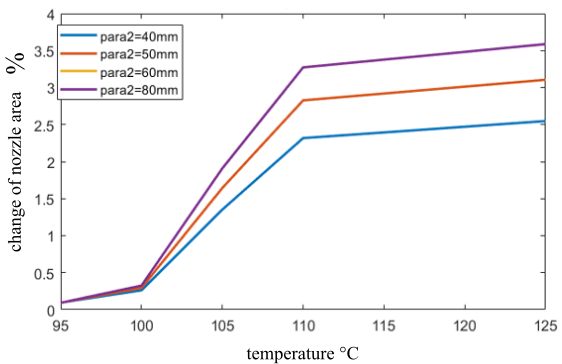 change of nozzle area %
4
3.5
3
2.5
2
1.5
1
0.5
0
para2=40mm
para2=50mm
para2=60mm
para2=80mm
95 100 105 110 115 120 125
temperature °C